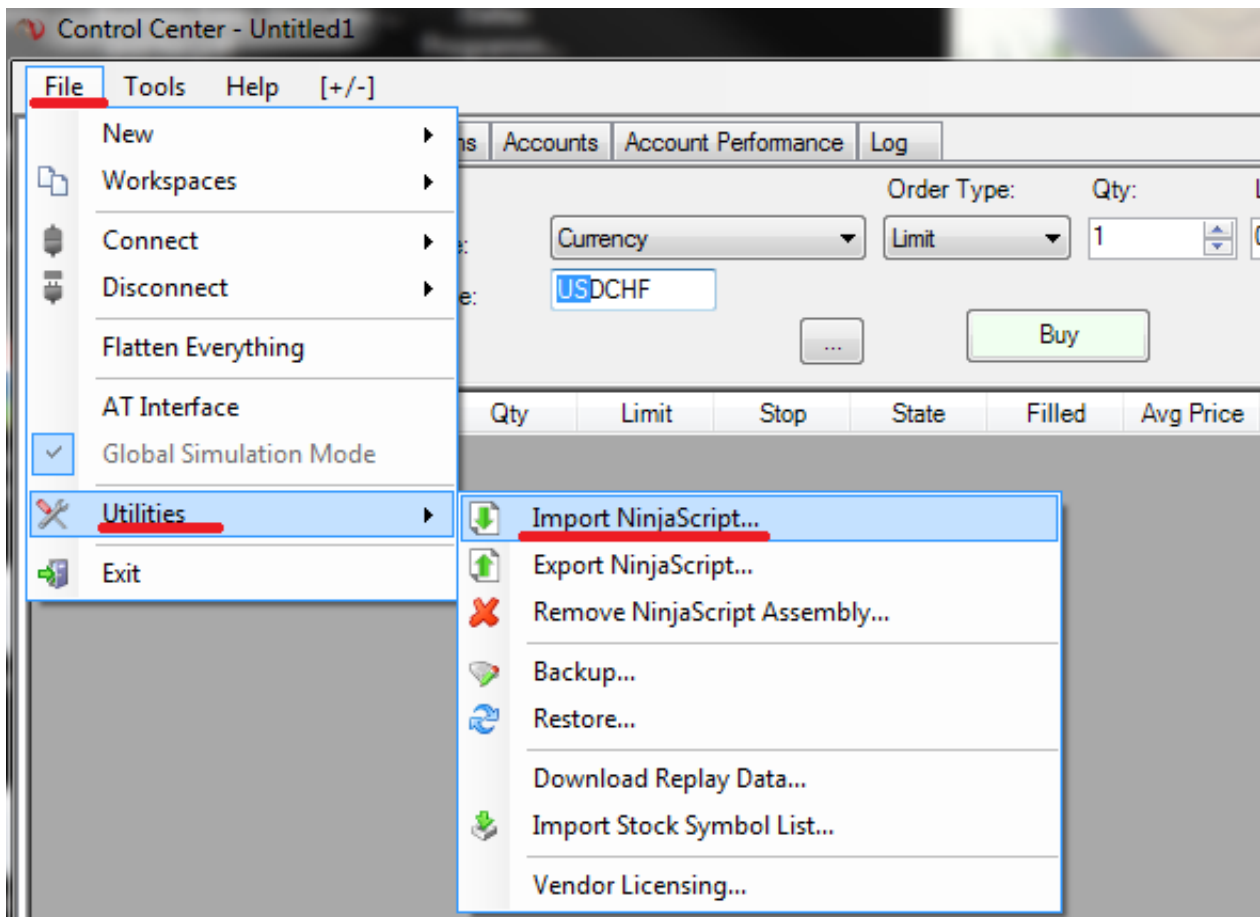 Control Center - Untitled1
File Tools Help [+/-]
New
Workspaces
Connect
Disconnect
Flatten Everything
AT Interface
Global Simulation Mode
Utilities
Exit
ns Accounts Account Performance Log
Order Type: Qty:
e: Currency Limit 1
e: USDCHF
... Buy
Qty Limit Stop State Filled Avg Price
Import NinjaScript...
Export NinjaScript...
Remove NinjaScript Assembly...
Backup...
Restore...
Download Replay Data...
Import Stock Symbol List...
Vendor Licensing...